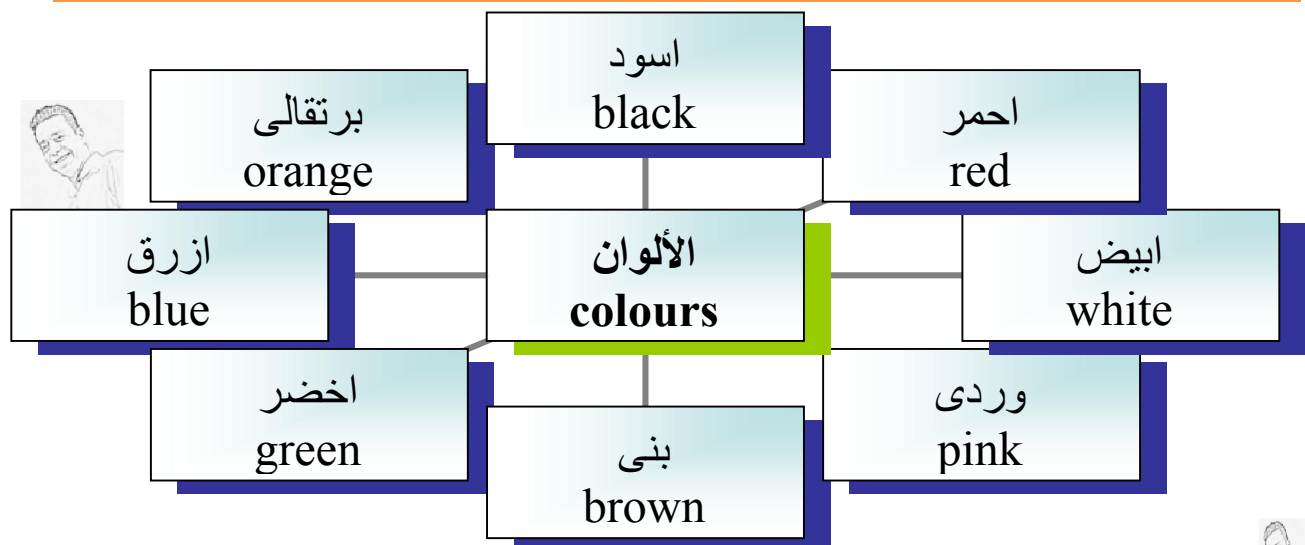 اسود
black
برتقالى
orange
احمر
red
ازرق
blue
الألوان
colours
ابيض
white
اخضر
green
بنى
brown
وردى
pink